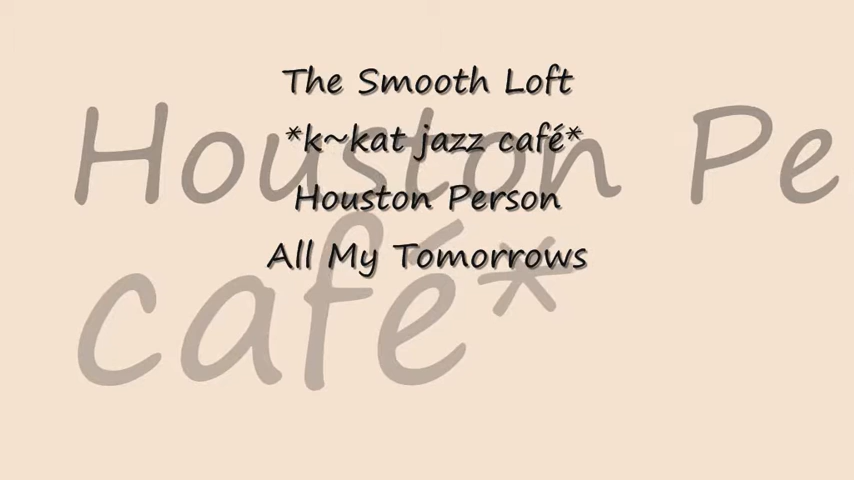 The Smooth Loft
*k~kat jazz café*
Houston Person
All My Tomorrows
Houston Pe
café*